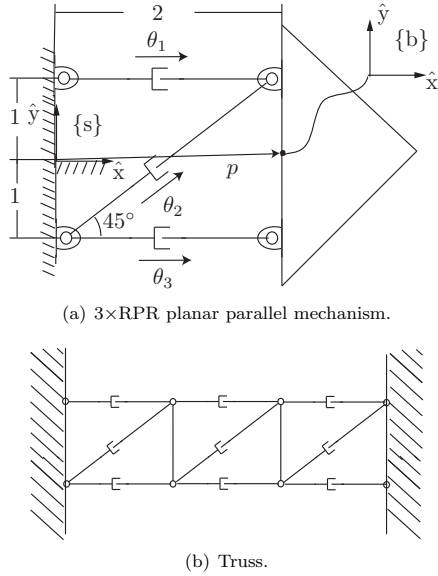 2
θ₁
ŷ
{b}
x̂
1
ŷ
{s}
x̂
p
1
45°
θ₂
θ₃
(a) 3×RPR planar parallel mechanism.
(b) Truss.